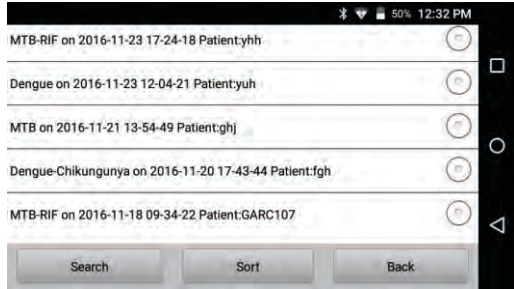 50% 12:32 PM
MTB-RIF on 2016-11-23 17-24-18 Patient:yhh
Dengue on 2016-11-23 12-04-21 Patient:yuh
MTB on 2016-11-21 13-54-49 Patient:ghj
Dengue-Chikungunya on 2016-11-20 17-43-44 Patient:fgh
MTB-RIF on 2016-11-18 09-34-22 Patient:GARC107
Search Sort Back